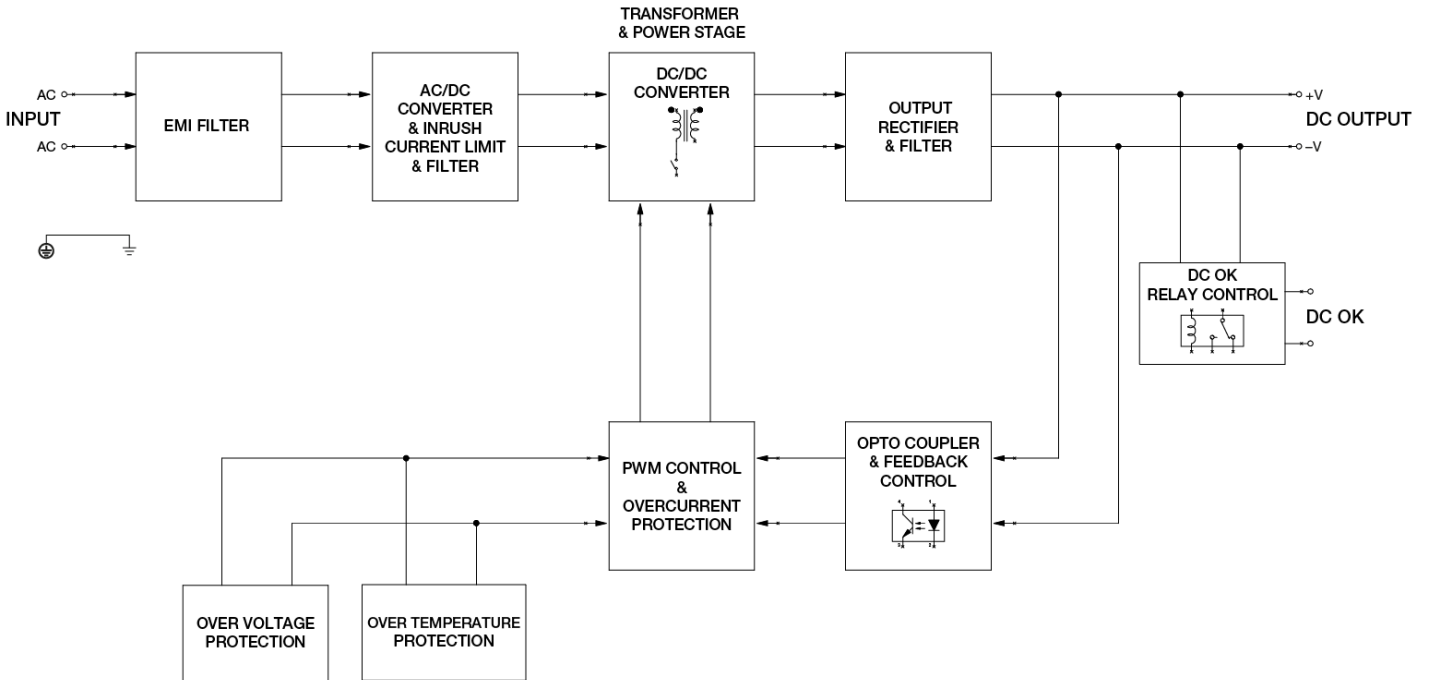 TRANSFORMER
& POWER STAGE
AC
INPUT
AC
EMI FILTER
AC/DC
CONVERTER
& INRUSH
CURRENT LIMIT
& FILTER
DC/DC
CONVERTER
OUTPUT
RECTIFIER
& FILTER
+V
DC OUTPUT
–V
DC OK
RELAY CONTROL
DC OK
PWM CONTROL
&
OVERCURRENT
PROTECTION
OPTO COUPLER
& FEEDBACK
CONTROL
OVER VOLTAGE
PROTECTION
OVER TEMPERATURE
PROTECTION